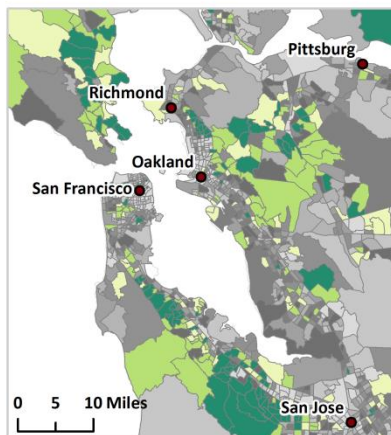 Pittsburg
Richmond
Oakland
San Francisco
San Jose
0 5 10 Miles